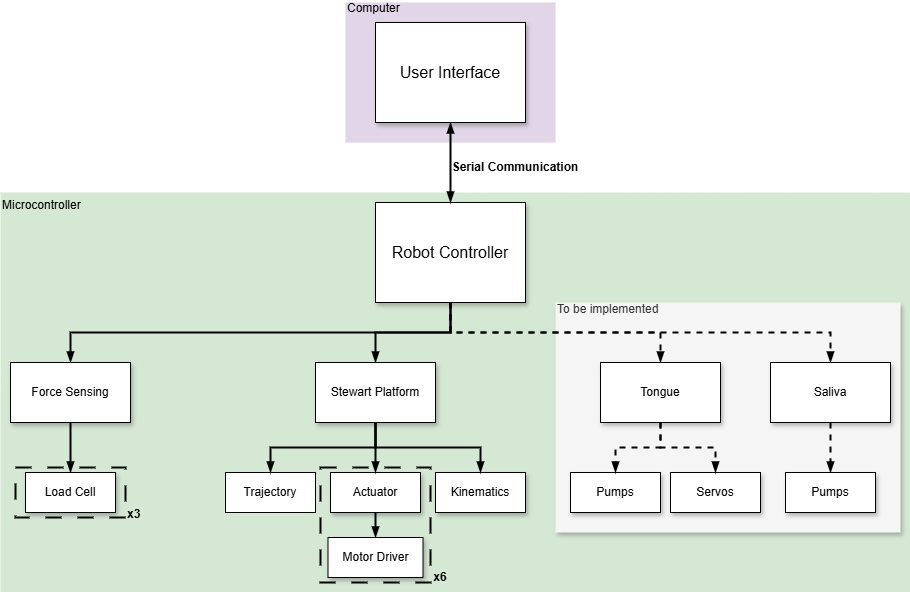 Computer
User Interface
Serial Communication
Microcontroller
Robot Controller
To be implemented
Force Sensing
Stewart Platform
Tongue
Saliva
Load Cell
x3
Trajectory
Actuator
Kinematics
Pumps
Servos
Pumps
Motor Driver
x6